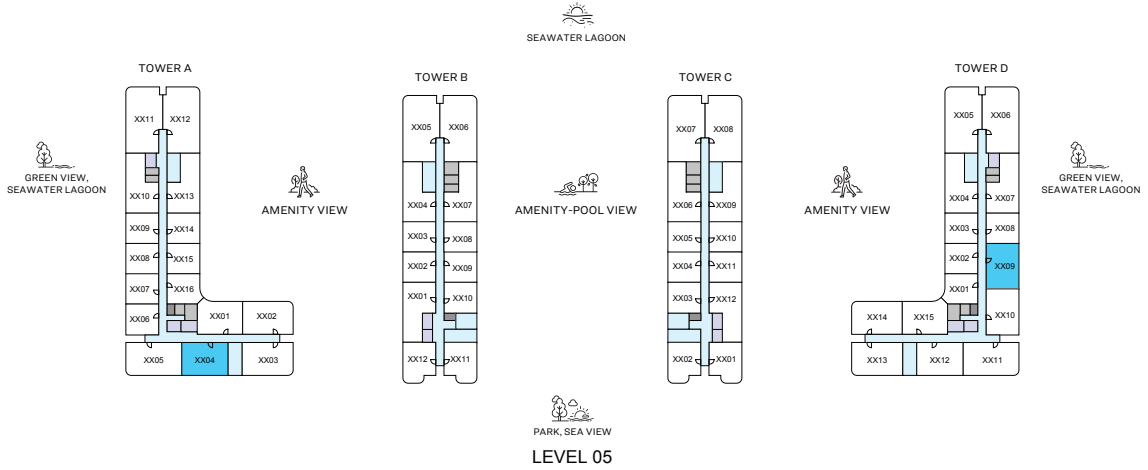 SEAWATER LAGOON
TOWER A
TOWER B
TOWER C
TOWER D
XX11 XX12
XX05 XX06
XX07 XX08
XX05 XX06
GREEN VIEW,
SEAWATER LAGOON
GREEN VIEW,
SEAWATER LAGOON
XX10 XX13
XX04 XX07
XX06 XX09
XX04 XX07
AMENITY VIEW
AMENITY-POOL VIEW
AMENITY VIEW
XX09 XX14
XX03 XX08
XX05 XX10
XX03 XX08
XX08 XX15
XX02 XX09
XX04 XX11
XX02 XX09
XX07 XX16
XX01 XX10
XX03 XX12
XX01
XX06 XX01 XX02
XX14 XX15 XX10
XX05 XX04 XX03
XX12 XX11
XX02 XX01
XX13 XX12 XX11
PARK, SEA VIEW
LEVEL 05